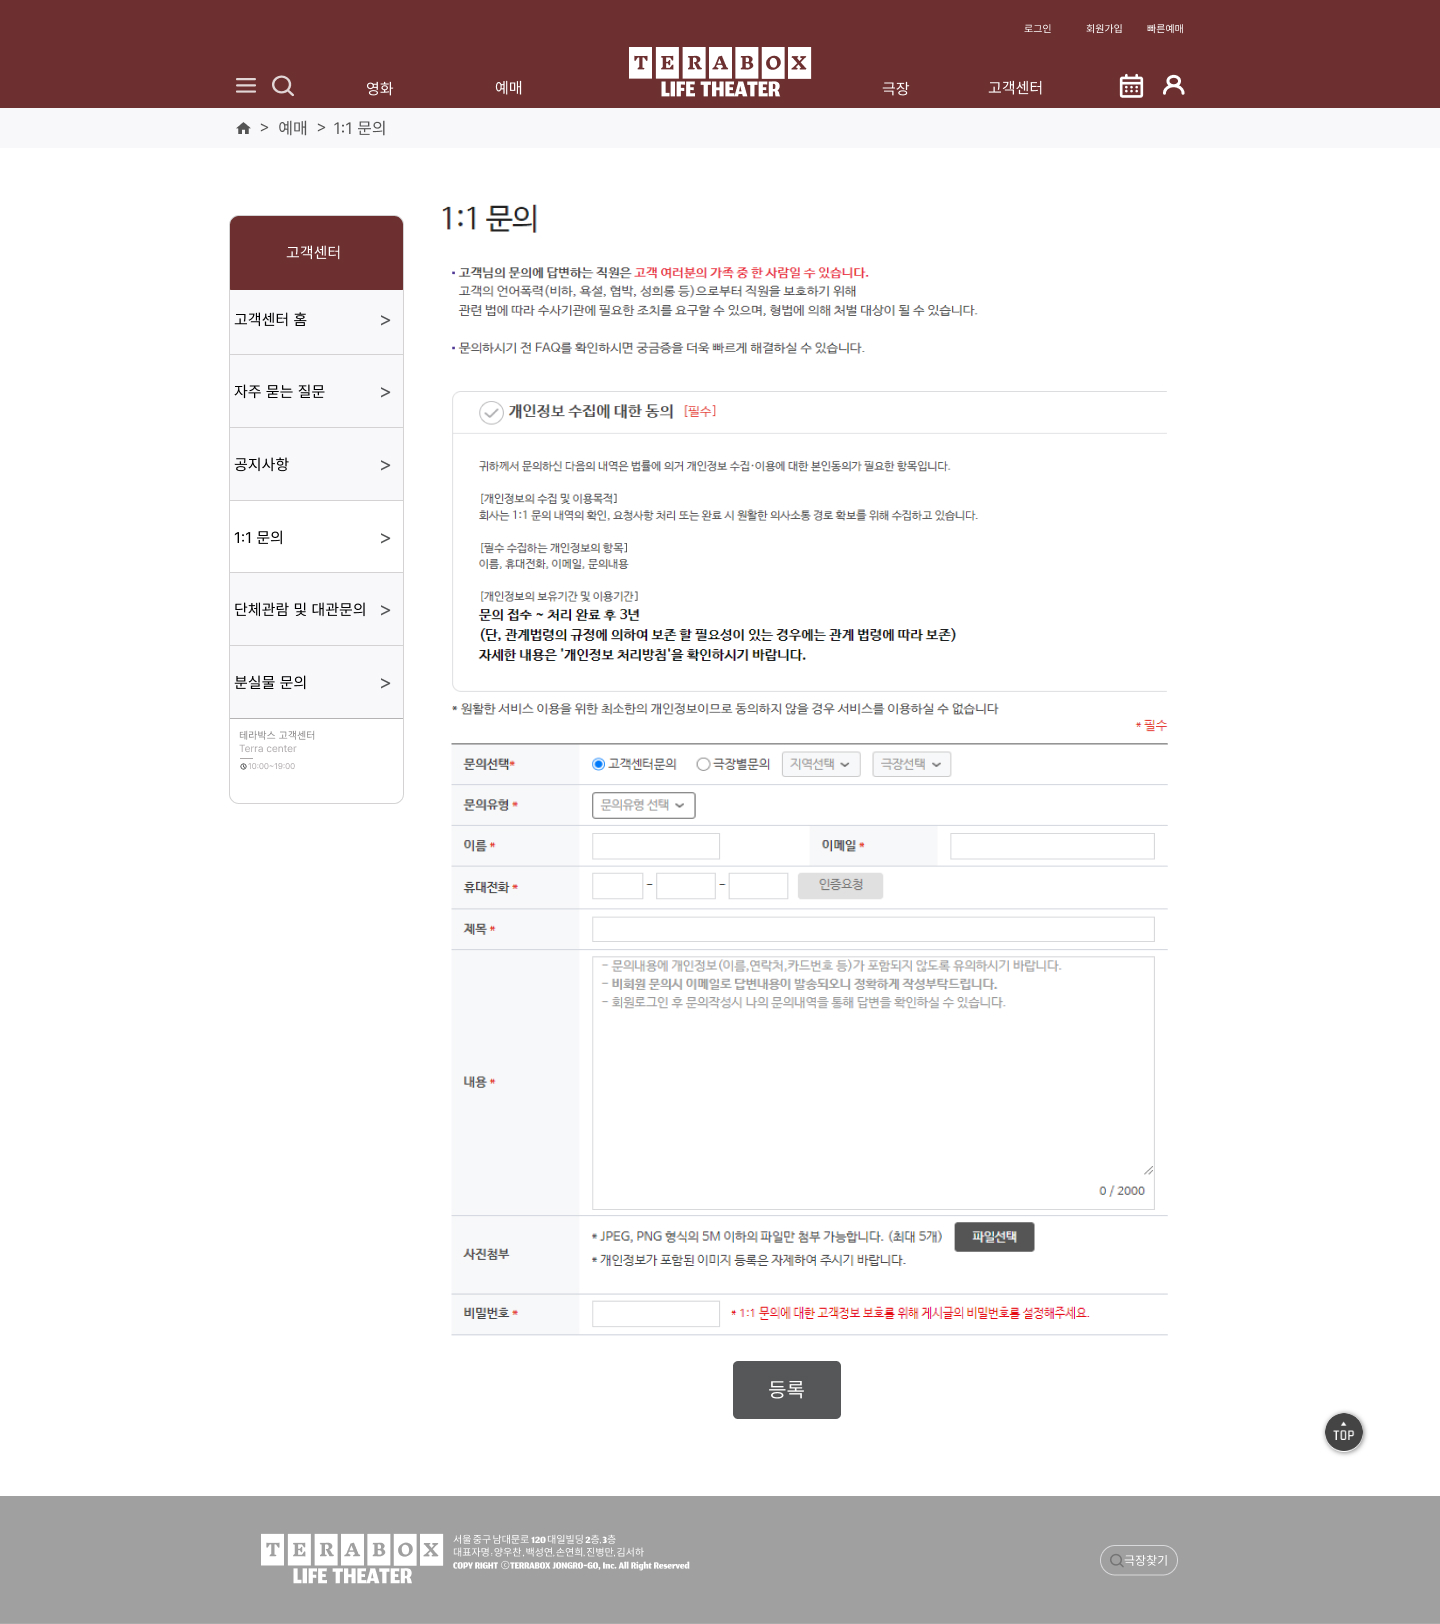 로그인 회원가입 빠른예매
TERABOX
LIFE THEATER
영화 예매 극장 고객센터
> 예매 > 1:1 문의
고객센터
고객센터 홈 >
자주 묻는 질문 >
공지사항 >
1:1 문의 >
단체관람 및 대관문의 >
분실물 문의 >
테라박스 고객센터
Terra center
10:00~19:00
1:1 문의
• 고객님의 문의에 답변하는 직원은 고객 여러분의 가족 중 한 사람일 수 있습니다.
고객의 언어폭력(비하, 욕설, 협박, 성희롱 등)으로부터 직원을 보호하기 위해
관련 법에 따라 수사기관에 필요한 조치를 요구할 수 있으며, 형법에 의해 처벌 대상이 될 수 있습니다.
• 문의하시기 전 FAQ를 확인하시면 궁금증을 더욱 빠르게 해결하실 수 있습니다.
개인정보 수집에 대한 동의 [필수]
귀하께서 문의하신 다음의 내역은 법률에 의거 개인정보 수집·이용에 대한 본인동의가 필요한 항목입니다.
[개인정보의 수집 및 이용목적]
회사는 1:1 문의 내역의 확인, 요청사항 처리 또는 완료 시 원활한 의사소통 경로 확보를 위해 수집하고 있습니다.
[필수 수집하는 개인정보의 항목]
이름, 휴대전화, 이메일, 문의내용
[개인정보의 보유기간 및 이용기간]
문의 접수 ~ 처리 완료 후 3년
(단, 관계법령의 규정에 의하여 보존 할 필요성이 있는 경우에는 관계 법령에 따라 보존)
자세한 내용은 '개인정보 처리방침'을 확인하시기 바랍니다.
* 원활한 서비스 이용을 위한 최소한의 개인정보이므로 동의하지 않을 경우 서비스를 이용하실 수 없습니다
* 필수
문의선택* 고객센터문의 극장별문의 지역선택 극장선택
문의유형 * 문의유형 선택
이름 * 이메일 *
휴대전화 * - - 인증요청
제목 *
- 문의내용에 개인정보(이름,연락처,카드번호 등)가 포함되지 않도록 유의하시기 바랍니다.
- 비회원 문의시 이메일로 답변내용이 발송되오니 정확하게 작성부탁드립니다.
- 회원로그인 후 문의작성시 나의 문의내역을 통해 답변을 확인하실 수 있습니다.
내용 *
0 / 2000
사진첨부
* JPEG, PNG 형식의 5M 이하의 파일만 첨부 가능합니다. (최대 5개) 파일선택
* 개인정보가 포함된 이미지 등록은 자제하여 주시기 바랍니다.
비밀번호 * * 1:1 문의에 대한 고객정보 보호를 위해 게시글의 비밀번호를 설정해주세요.
등록
TOP
TERABOX
LIFE THEATER
서울 중구 남대문로 120 대일빌딩 2층, 3층
대표자명 : 양우찬 , 백성연, 손연희, 진병만, 김서하
COPY RIGHT ⓒTERRABOX JONGRO-GO, Inc. All Right Reserved
극장찾기